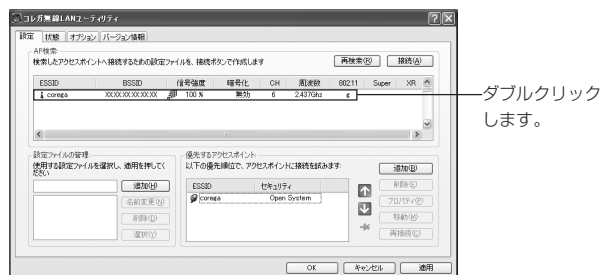 コレガ無線LANユーティリティ
設定 状態 オプション バージョン情報
AP検索:
検索したアクセスポイントへ接続するための設定ファイルを、接続ボタンで作成します
再検索(R) 接続(A)
ESSID BSSID 信号強度 暗号化 CH 周波数 802.11 Super XR
corega XX:XX:XX:XX:XX:XX 100 % 無効 6 2.437Ghz g
ダブルクリック
します。
設定ファイルの管理:
使用する設定ファイルを選択し、適用を押してく
ださい
追加(H)
名前変更(N)
削除(D)
選択(Y)
優先するアクセスポイント:
以下の優先順位で、アクセスポイントに接続を試みます:
ESSID セキュリティ
corega Open System
追加(B)
削除(E)
プロパティ(P)
移動(M)
再接続(C)
OK キャンセル 適用